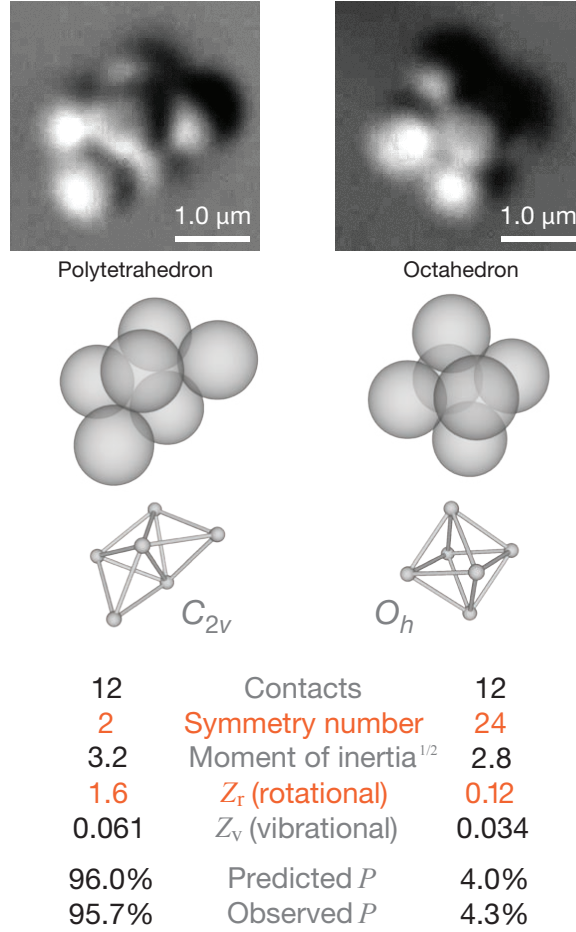 1.0 μm 1.0 μm
Polytetrahedron Octahedron
C2v Oh
12 Contacts 12
2 Symmetry number 24
3.2 Moment of inertia 1/2 2.8
1.6 Zr (rotational) 0.12
0.061 Zv (vibrational) 0.034
96.0% Predicted P 4.0%
95.7% Observed P 4.3%